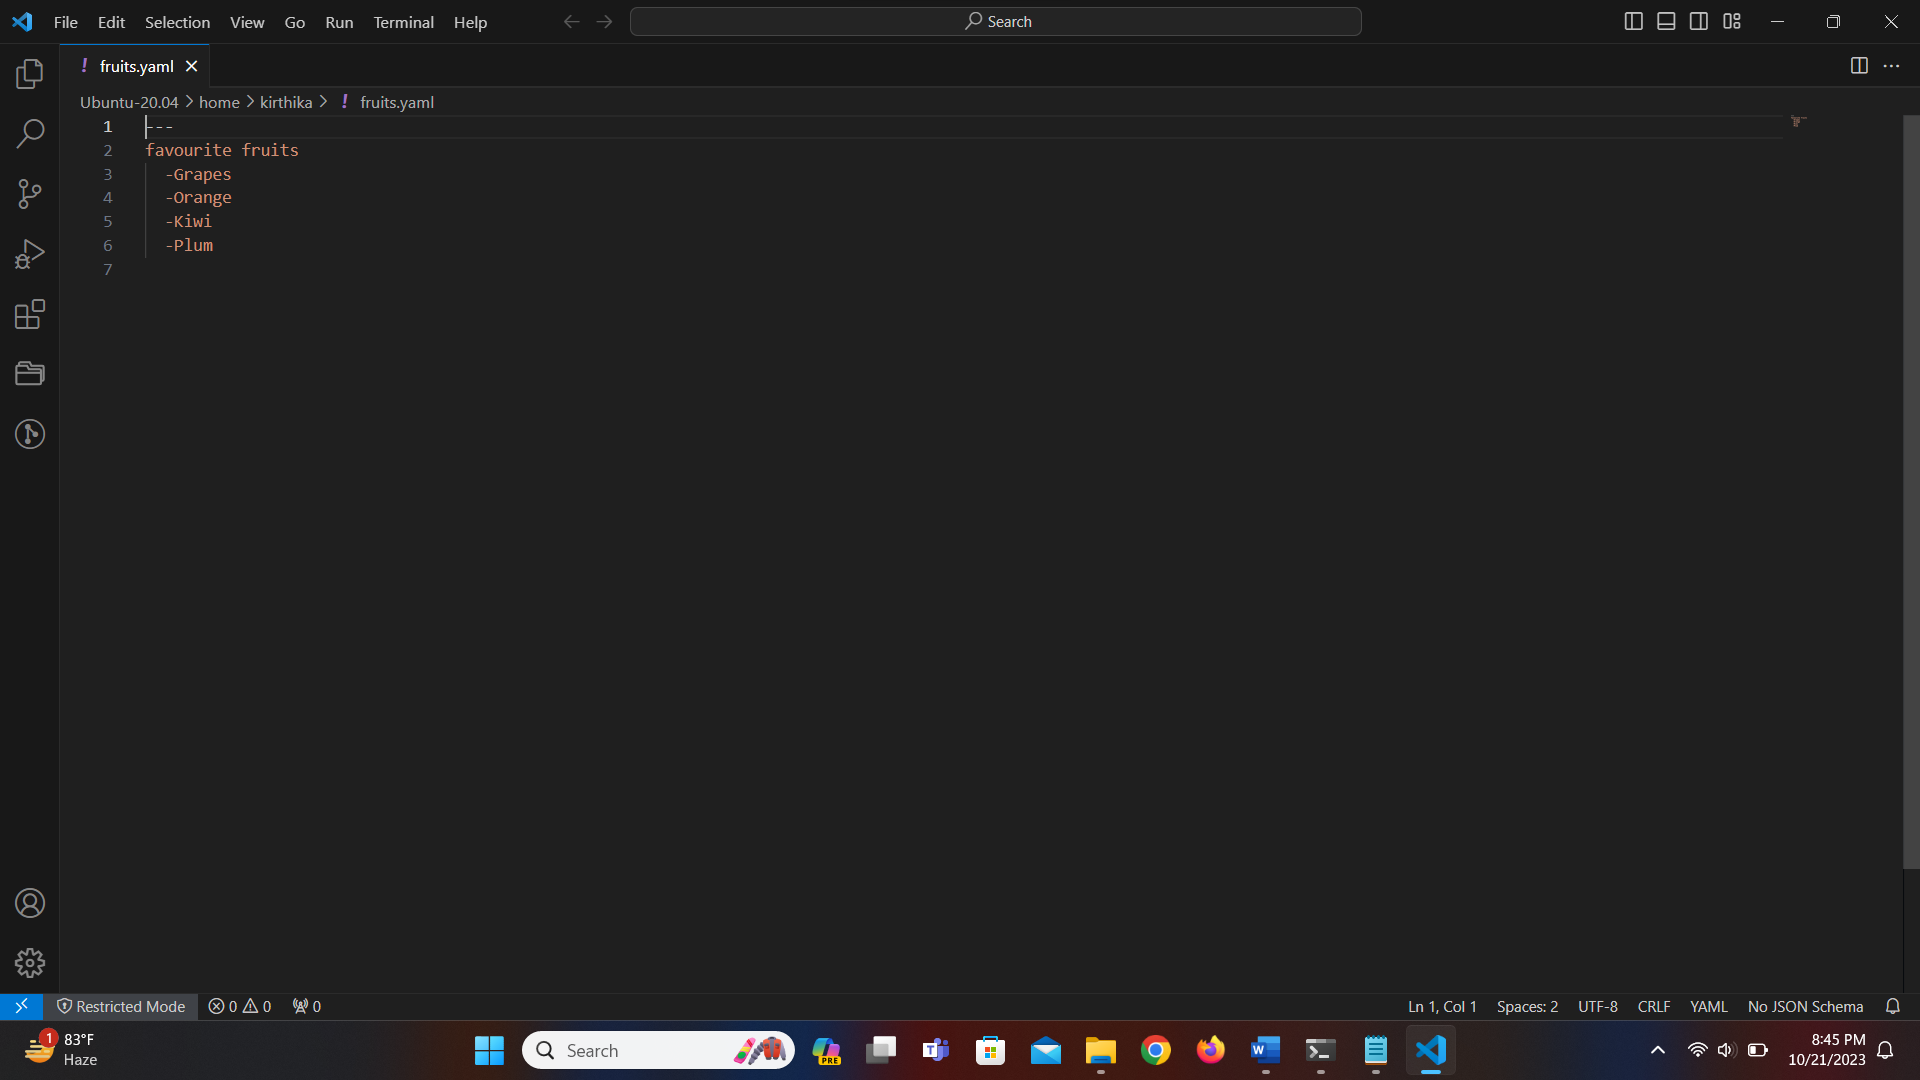 File Edit Selection View Go Run Terminal Help Search
! fruits.yaml
Ubuntu-20.04 > home > kirthika > ! fruits.yaml
1 ---
2 favourite fruits
3 -Grapes
4 -Orange
5 -Kiwi
6 -Plum
7
Restricted Mode 0 0 0 Ln 1, Col 1 Spaces: 2 UTF-8 CRLF YAML No JSON Schema
1 83°F
Haze
Search
PRE
T
W
8:45 PM
10/21/2023